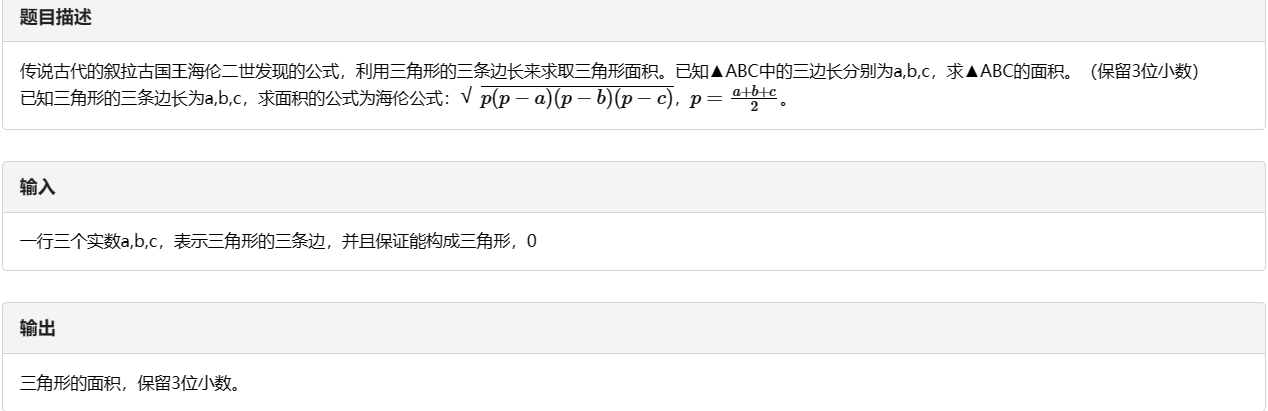 题目描述
传说古代的叙拉古国王海伦二世发现的公式，利用三角形的三条边长来求取三角形面积。已知▲ABC中的三边长分别为a,b,c，求▲ABC的面积。（保留3位小数）
已知三角形的三条边长为a,b,c，求面积的公式为海伦公式：√p(p − a)(p − b)(p − c)，p = a+b+c/2。
输入
一行三个实数a,b,c，表示三角形的三条边，并且保证能构成三角形，0
输出
三角形的面积，保留3位小数。